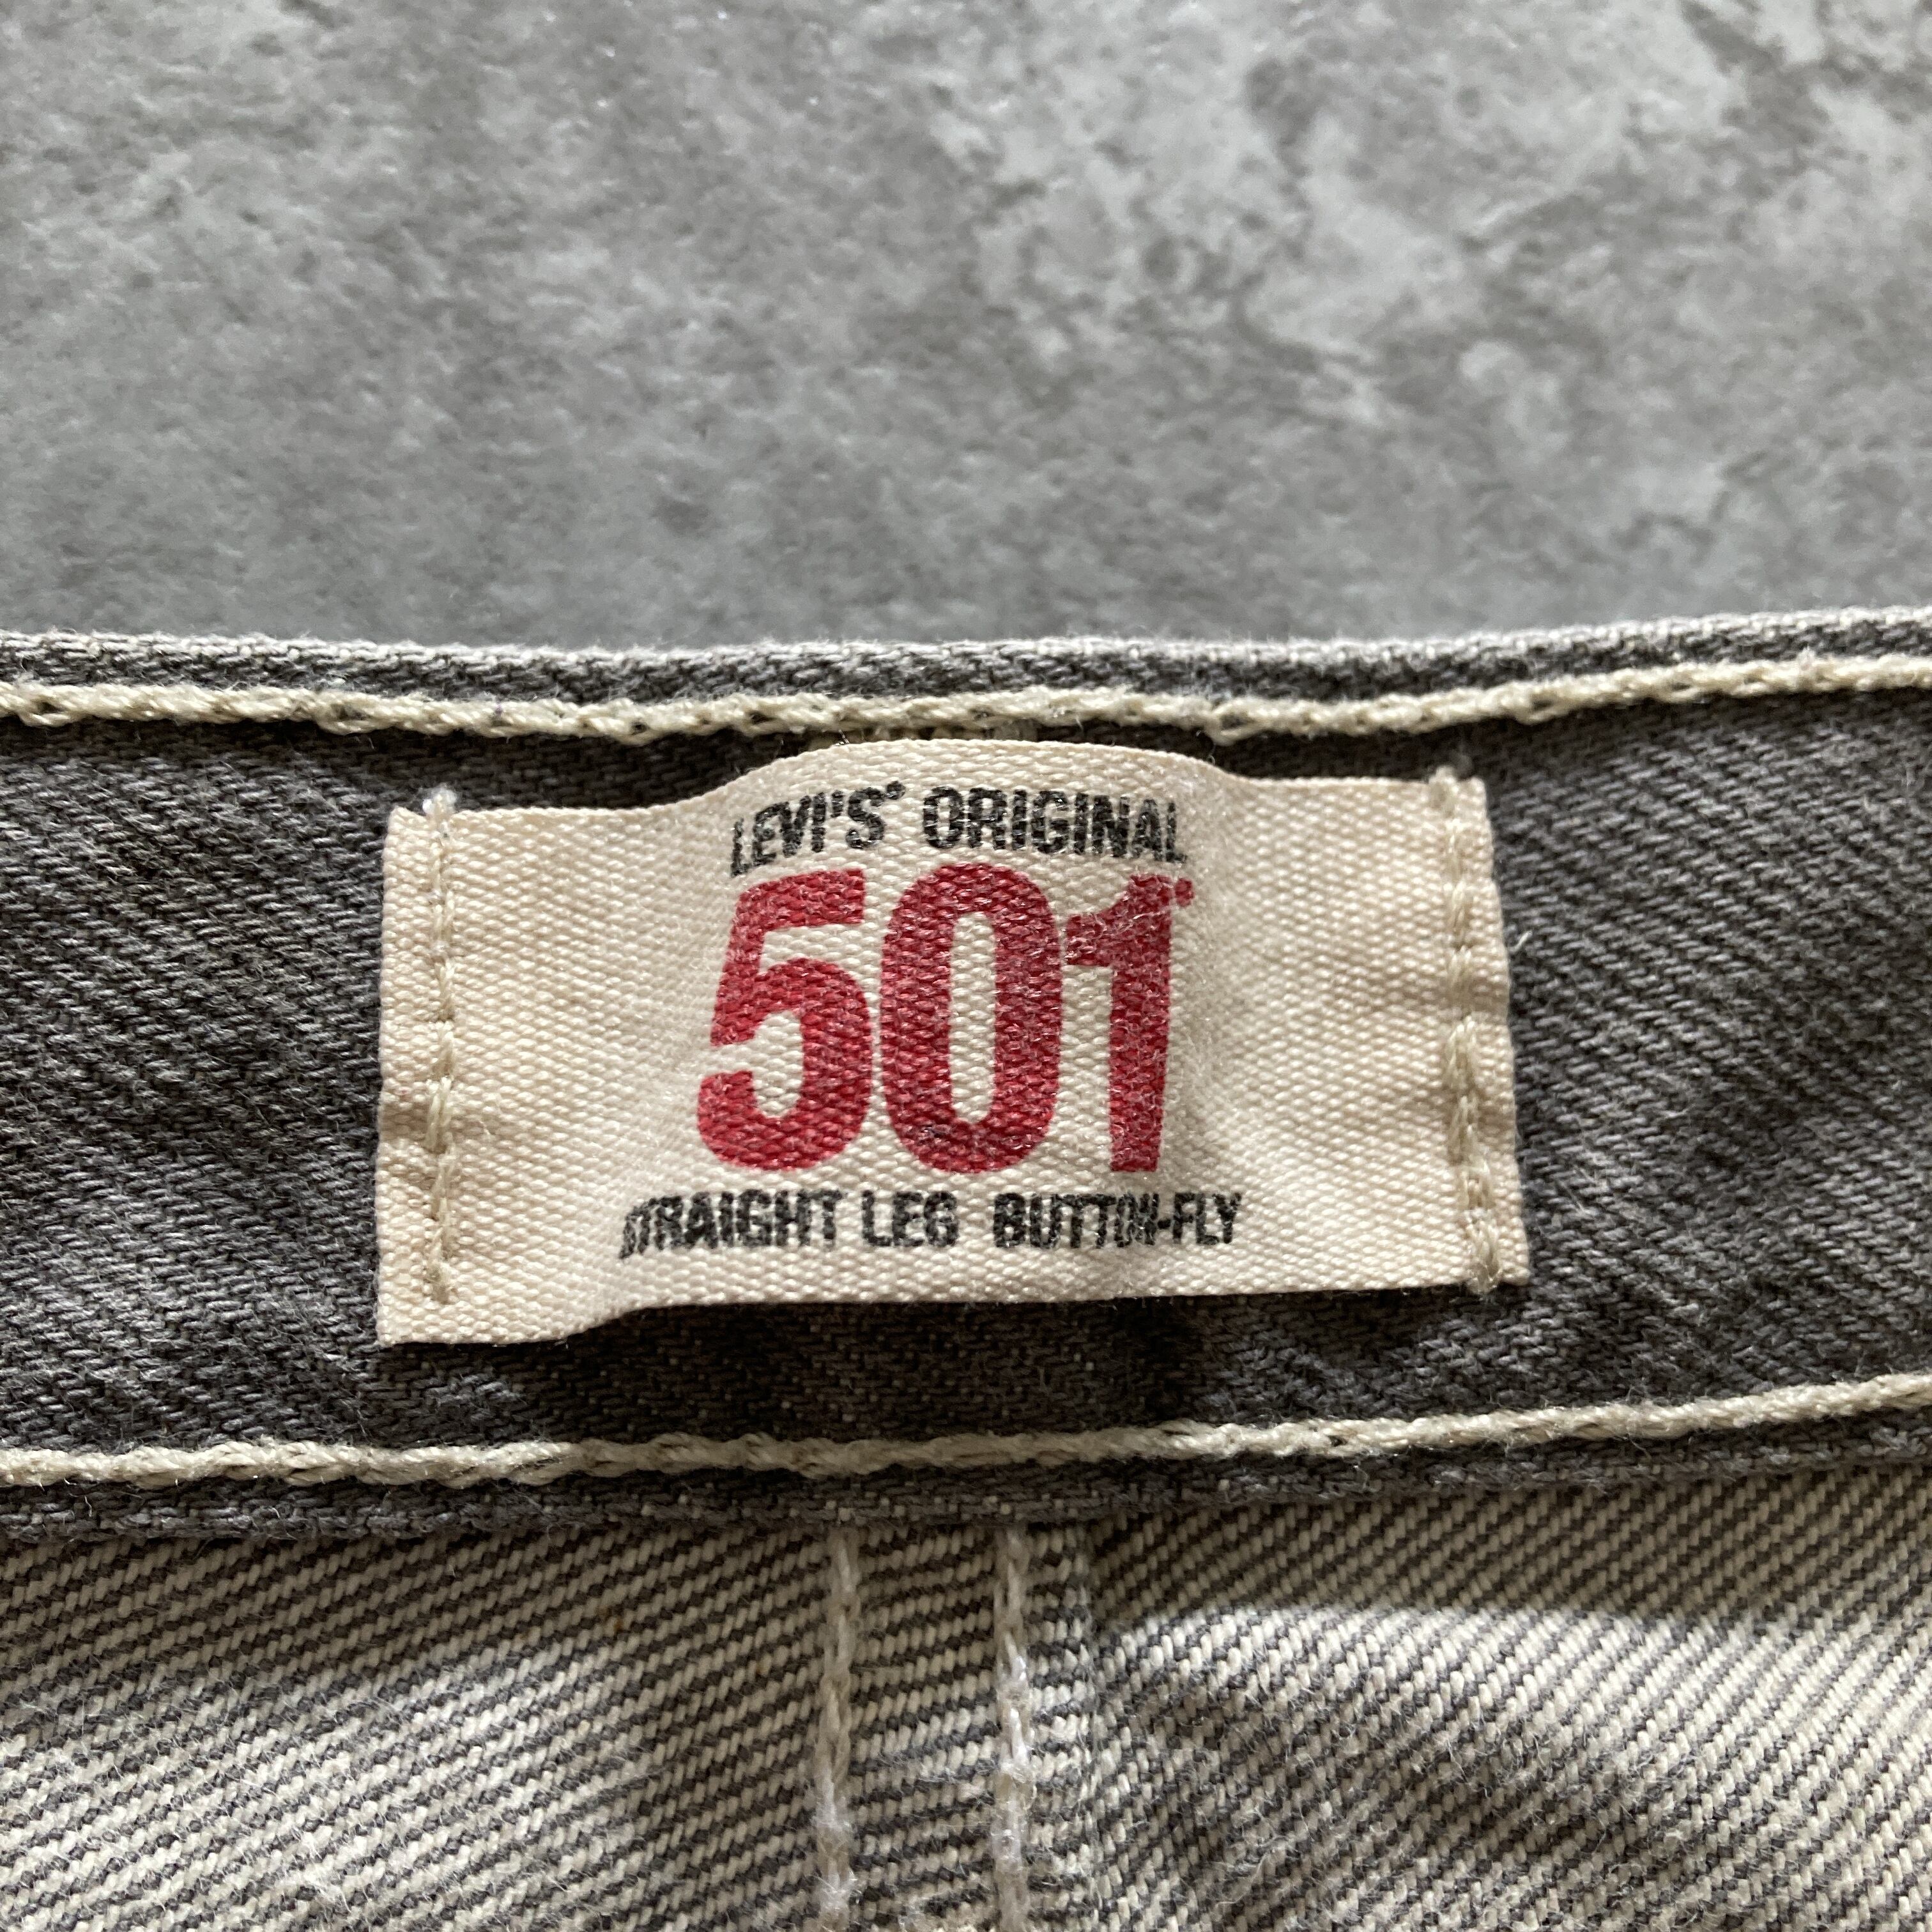 LEVI'S® ORIGINAL
501®
STRAIGHT LEG BUTTON-FLY